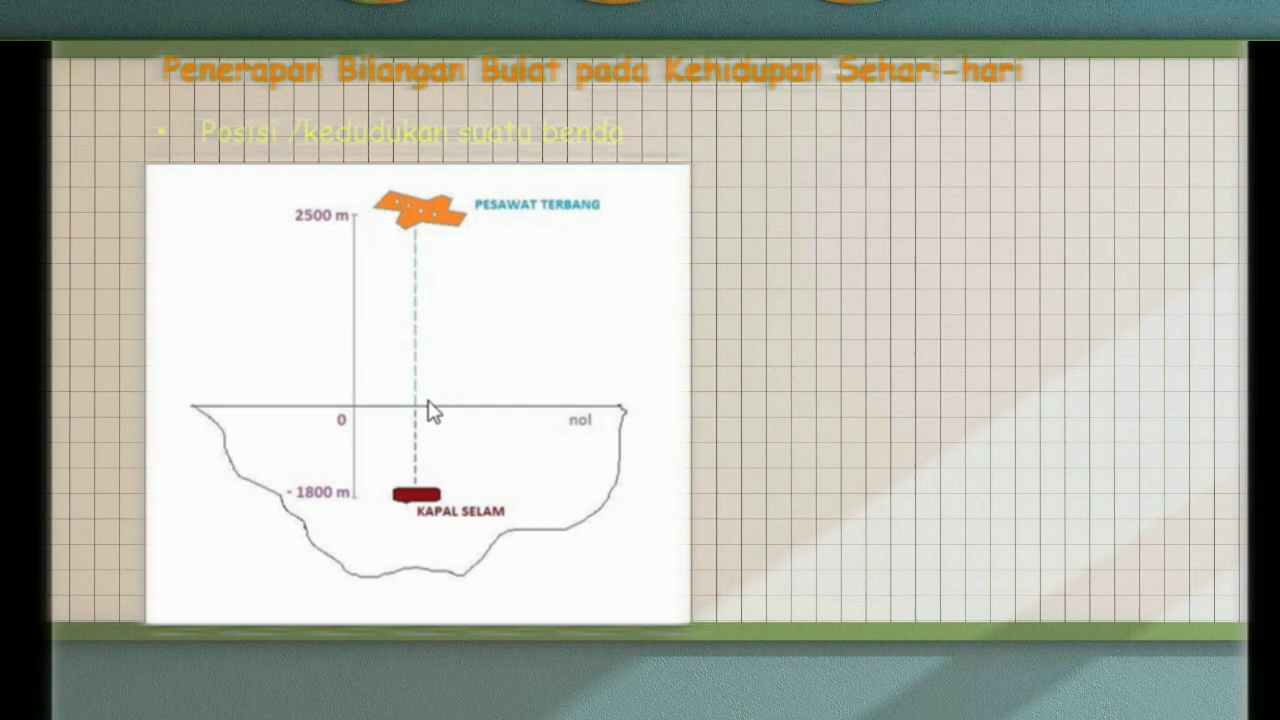 Penerapan Bilangan Bulat pada Kehidupan Sehari-hari
• Posisi /kedudukan suatu benda
2500 m
PESAWAT TERBANG
0
nol
- 1800 m
KAPAL SELAM